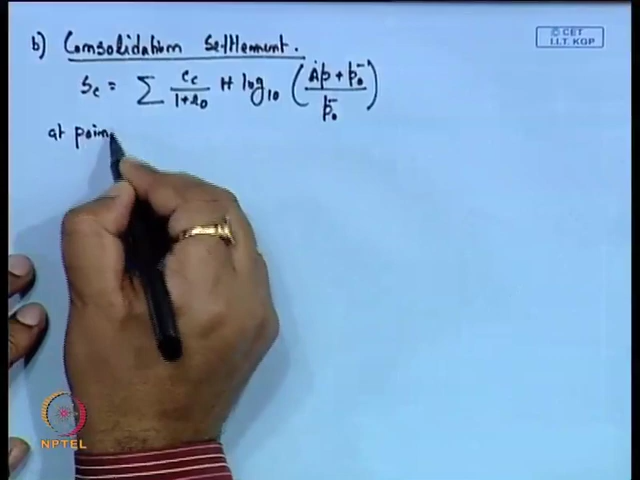 b) Consolidation Settlement.
Sc = ∑ Cc/(1+e0) H log10 ((Δp + p̄0)/p̄0)
at poin
© CET
I.I.T. KGP
NPTEL